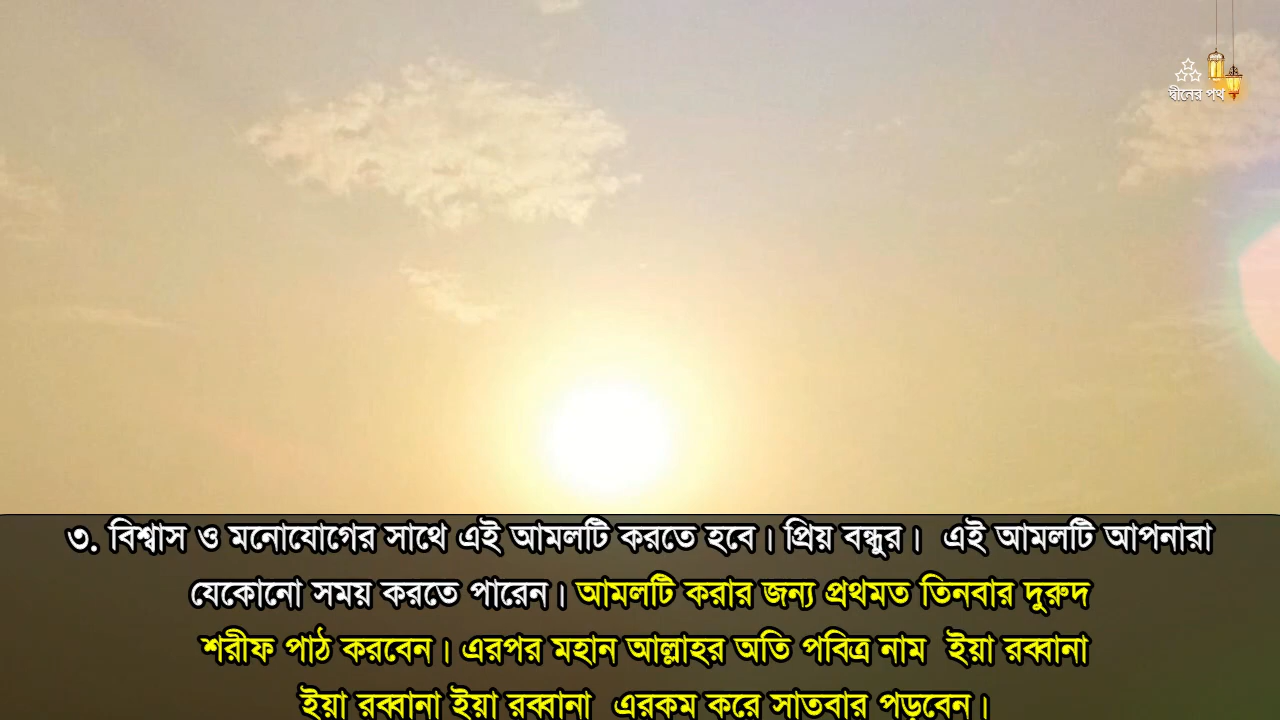 দ্বীনের পথ
৩. বিশ্বাস ও মনোযোগের সাথে এই আমলটি করতে হবে। প্রিয় বন্ধুর। এই আমলটি আপনারা
যেকোনো সময় করতে পারেন। আমলটি করার জন্য প্রথমত তিনবার দুরুদ
শরীফ পাঠ করবেন। এরপর মহান আল্লাহর অতি পবিত্র নাম ইয়া রব্বানা
ইয়া রব্বানা ইয়া রব্বানা এরকম করে সাতবার পড়বেন।